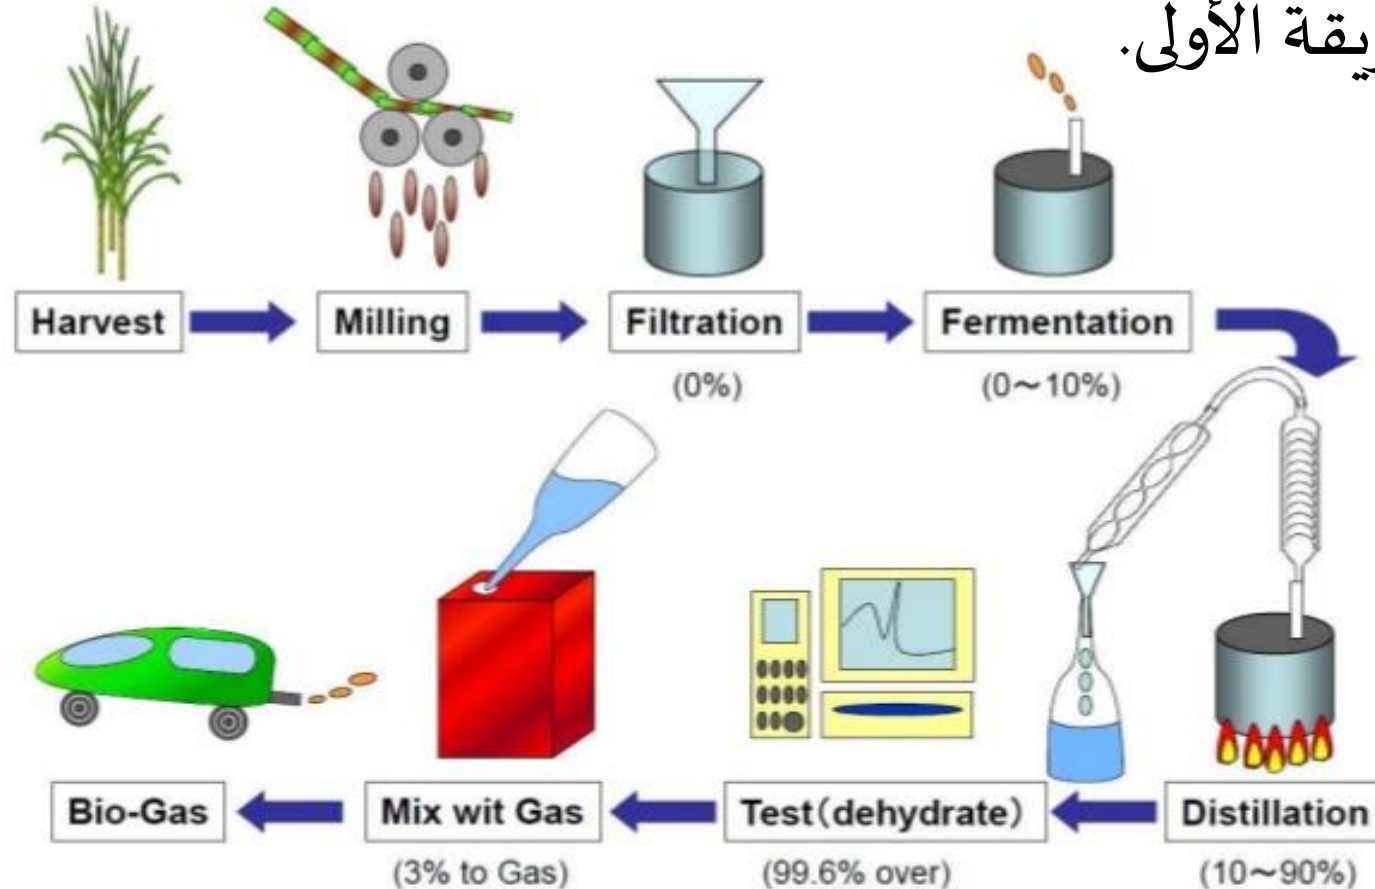 الأولى.
Harvest
Milling
Filtration
Fermentation
(0%)
(0～10%)
Bio-Gas
Mix wit Gas
Test(dehydrate)
Distillation
(3% to Gas)
(99.6% over)
(10～90%)